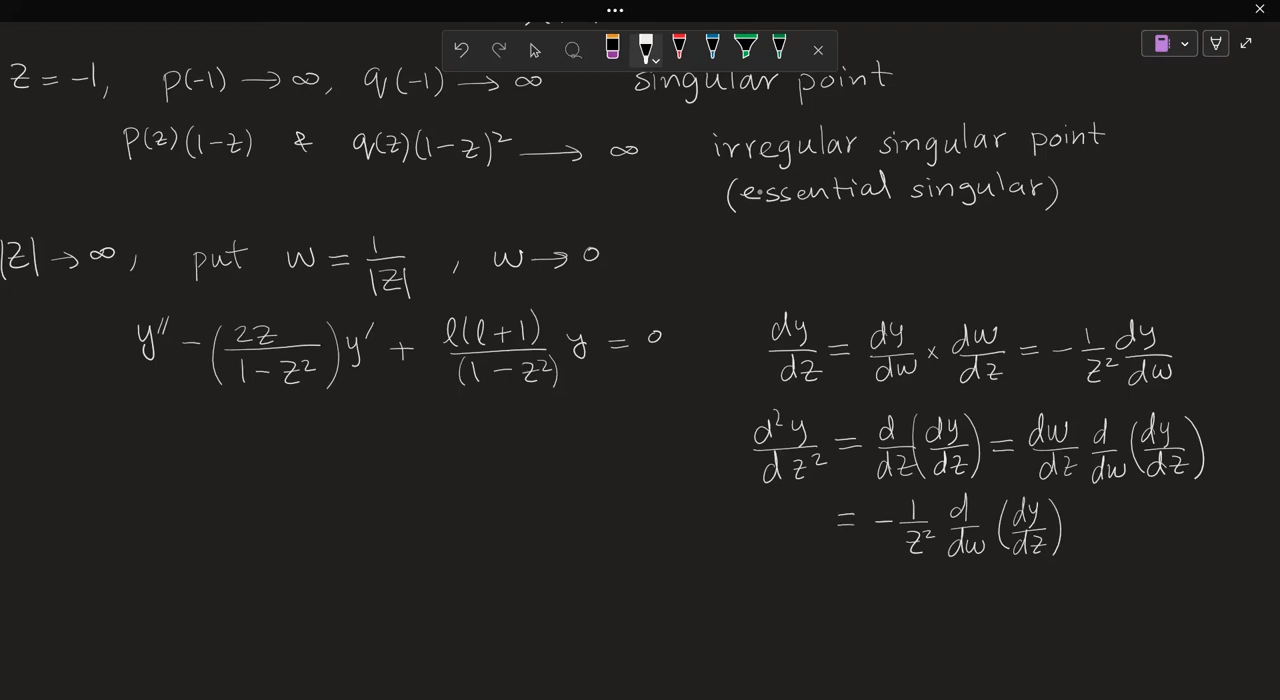 z = -1, p(-1) → ∞, q(-1) → ∞ singular point
p(z)(1-z) & q(z)(1-z)² → ∞ irregular singular point
(essential singular)
|z| → ∞, put w = 1/|z| , w → 0
y'' - (2z/(1-z²)) y' + l(l+1)/(1-z²) y = 0
dy/dz = dy/dw × dw/dz = -1/z² dy/dw
d²y/dz² = d/dz (dy/dz) = dw/dz d/dw (dy/dz)
= -1/z² d/dw (dy/dz)